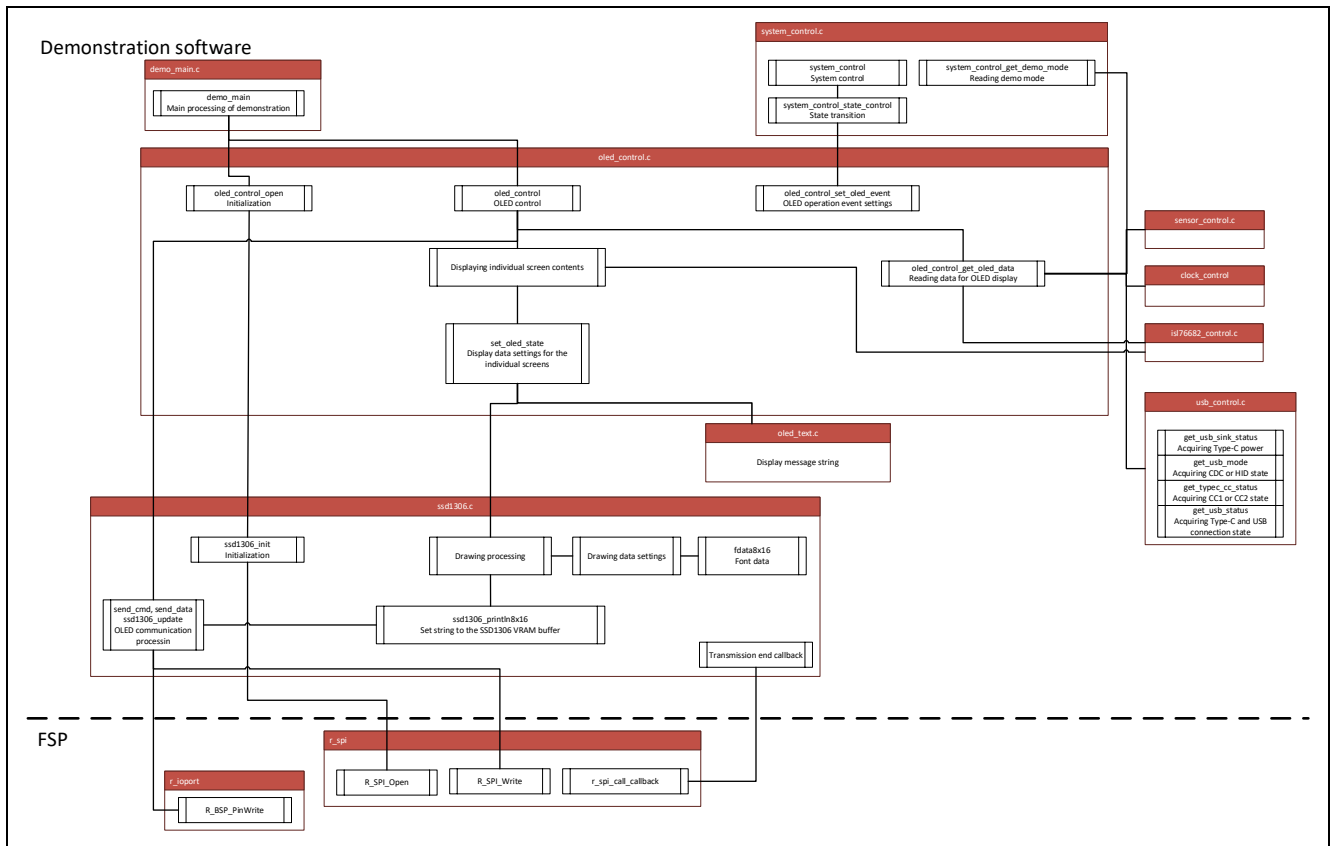 Demonstration software
demo_main.c
demo_main
Main processing of demonstration
system_control.c
system_control
System control
system_control_get_demo_mode
Reading demo mode
system_control_state_control
State transition
oled_control.c
oled_control_open
Initialization
oled_control
OLED control
oled_control_set_oled_event
OLED operation event settings
Displaying individual screen contents
oled_control_get_oled_data
Reading data for OLED display
set_oled_state
Display data settings for the
individual screens
sensor_control.c
clock_control
isl76682_control.c
usb_control.c
get_usb_sink_status
Acquiring Type-C power
get_usb_mode
Acquiring CDC or HID state
get_typec_cc_status
Acquiring CC1 or CC2 state
get_usb_status
Acquiring Type-C and USB
connection state
oled_text.c
Display message string
ssd1306.c
ssd1306_init
Initialization
Drawing processing
Drawing data settings
fdata8x16
Font data
send_cmd, send_data
ssd1306_update
OLED communication
processin
ssd1306_println8x16
Set string to the SSD1306 VRAM buffer
Transmission end callback
FSP
r_spi
R_SPI_Open
R_SPI_Write
r_spi_call_callback
r_ioport
R_BSP_PinWrite